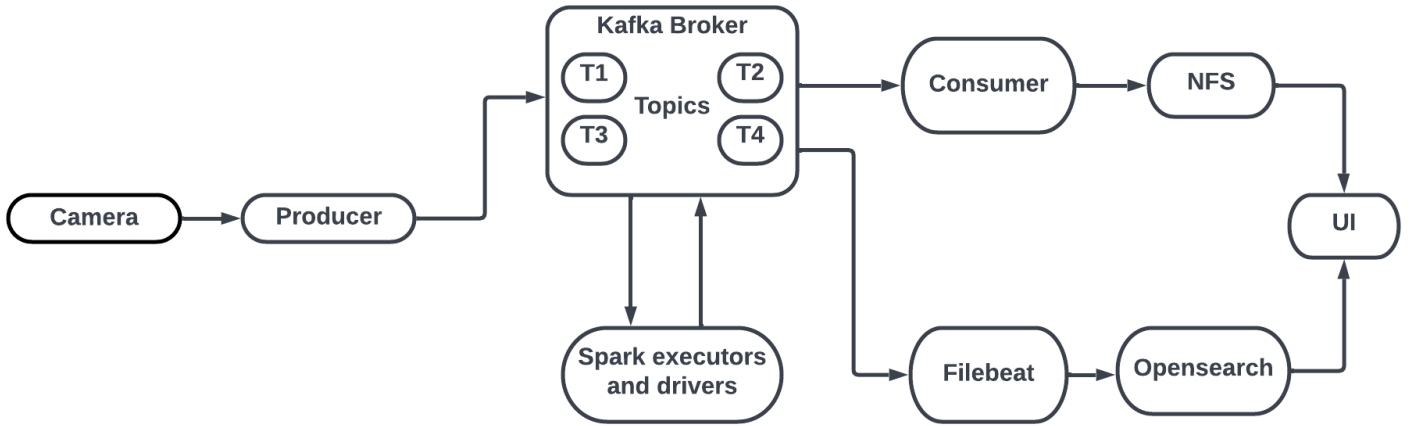 Kafka Broker
T1
T2
Topics
T3
T4
Consumer
NFS
Camera
Producer
UI
Spark executors
and drivers
Filebeat
Opensearch